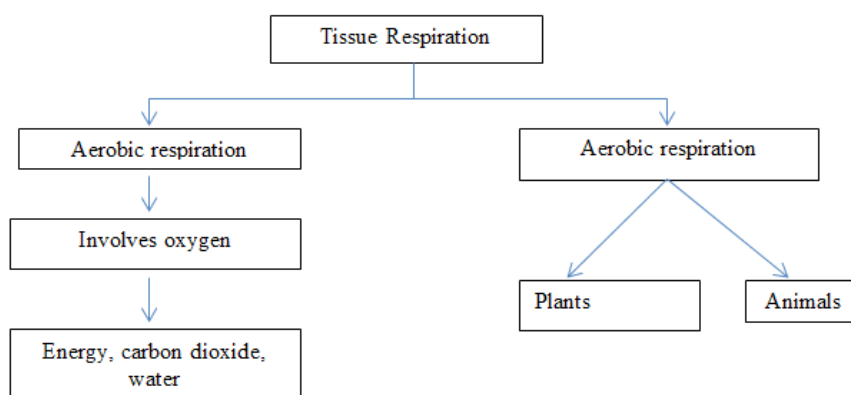 Tissue Respiration
Aerobic respiration
Aerobic respiration
Involves oxygen
Plants
Animals
Energy, carbon dioxide,
water